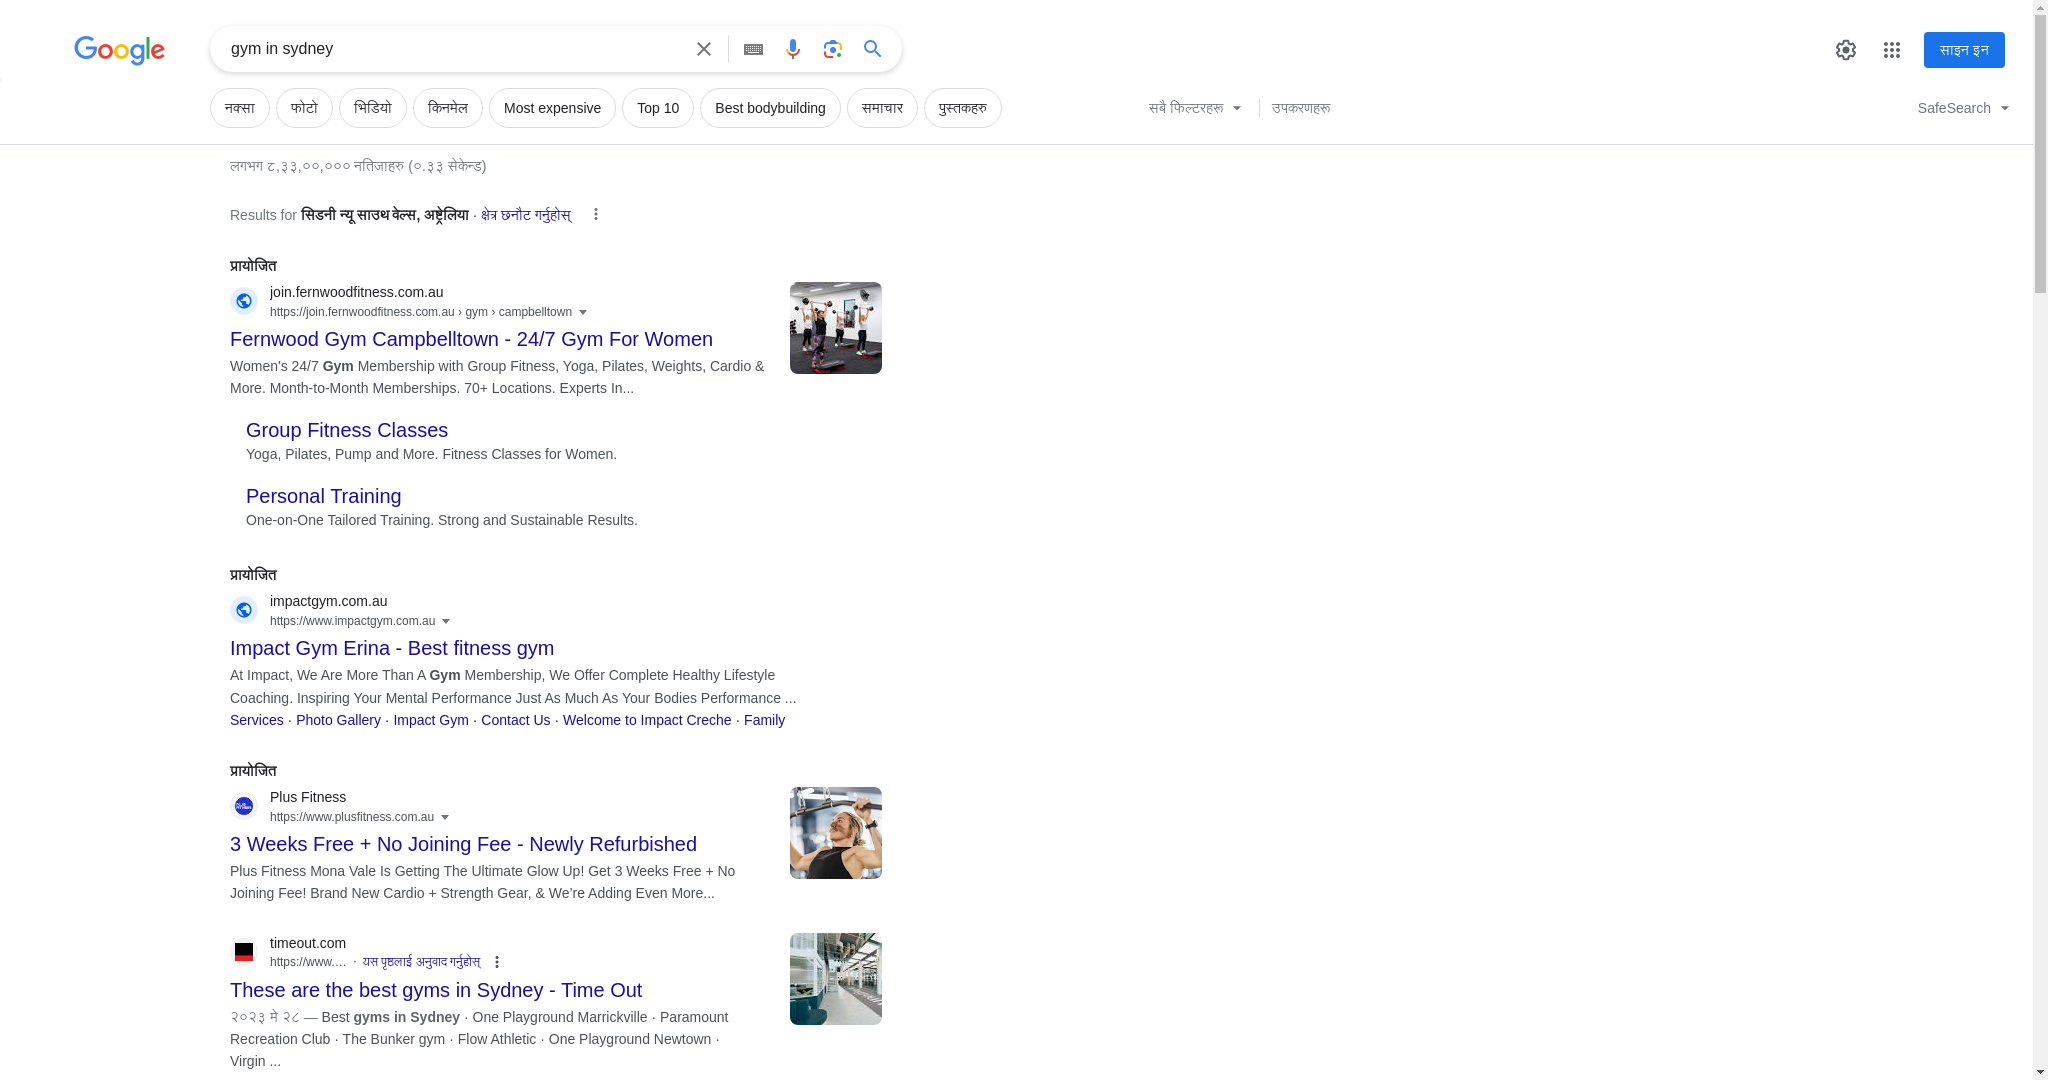 Google
gym in sydney
साइन इन
नक्सा
फोटो
भिडियो
किनमेल
Most expensive
Top 10
Best bodybuilding
समाचार
पुस्तकहरु
सबै फिल्टरहरू
उपकरणहरू
SafeSearch
लगभग ८,३३,००,००० नतिजाहरु (०.३३ सेकेन्ड)
Results for सिडनी न्यू साउथ वेल्स, अष्ट्रेलिया · क्षेत्र छनौट गर्नुहोस्
प्रायोजित
join.fernwoodfitness.com.au
https://join.fernwoodfitness.com.au › gym › campbelltown
Fernwood Gym Campbelltown - 24/7 Gym For Women
Women's 24/7 Gym Membership with Group Fitness, Yoga, Pilates, Weights, Cardio &
More. Month-to-Month Memberships. 70+ Locations. Experts In...
Group Fitness Classes
Yoga, Pilates, Pump and More. Fitness Classes for Women.
Personal Training
One-on-One Tailored Training. Strong and Sustainable Results.
प्रायोजित
impactgym.com.au
https://www.impactgym.com.au
Impact Gym Erina - Best fitness gym
At Impact, We Are More Than A Gym Membership, We Offer Complete Healthy Lifestyle
Coaching. Inspiring Your Mental Performance Just As Much As Your Bodies Performance ...
Services · Photo Gallery · Impact Gym · Contact Us · Welcome to Impact Creche · Family
प्रायोजित
Plus Fitness
https://www.plusfitness.com.au
3 Weeks Free + No Joining Fee - Newly Refurbished
Plus Fitness Mona Vale Is Getting The Ultimate Glow Up! Get 3 Weeks Free + No
Joining Fee! Brand New Cardio + Strength Gear, & We're Adding Even More...
timeout.com
https://www.... · यस पृष्ठलाई अनुवाद गर्नुहोस्
These are the best gyms in Sydney - Time Out
२०२३ मे २८ — Best gyms in Sydney · One Playground Marrickville · Paramount
Recreation Club · The Bunker gym · Flow Athletic · One Playground Newtown ·
Virgin ...